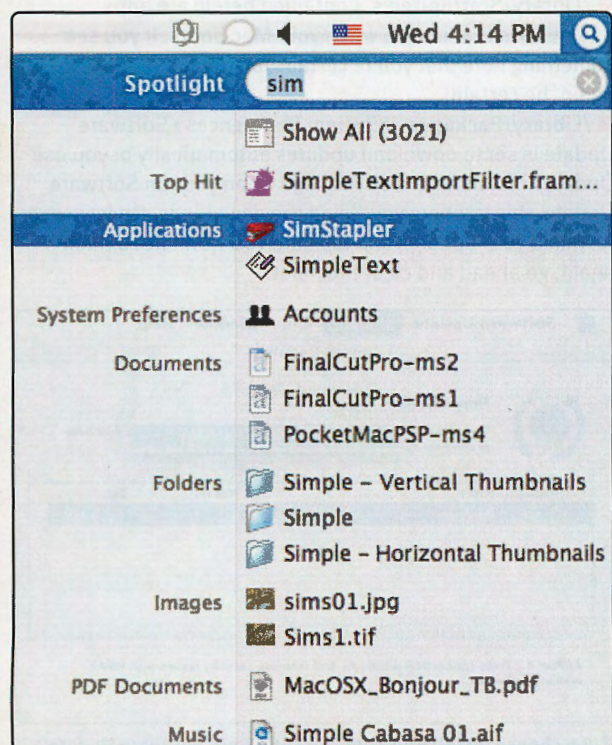 Wed 4:14 PM
Spotlight sim
Show All (3021)
Top Hit SimpleTextImportFilter.fram...
Applications SimStapler
SimpleText
System Preferences Accounts
Documents FinalCutPro-ms2
FinalCutPro-ms1
PocketMacPSP-ms4
Folders Simple - Vertical Thumbnails
Simple
Simple - Horizontal Thumbnails
Images sims01.jpg
Sims1.tif
PDF Documents MacOSX_Bonjour_TB.pdf
Music Simple Cabasa 01.aif